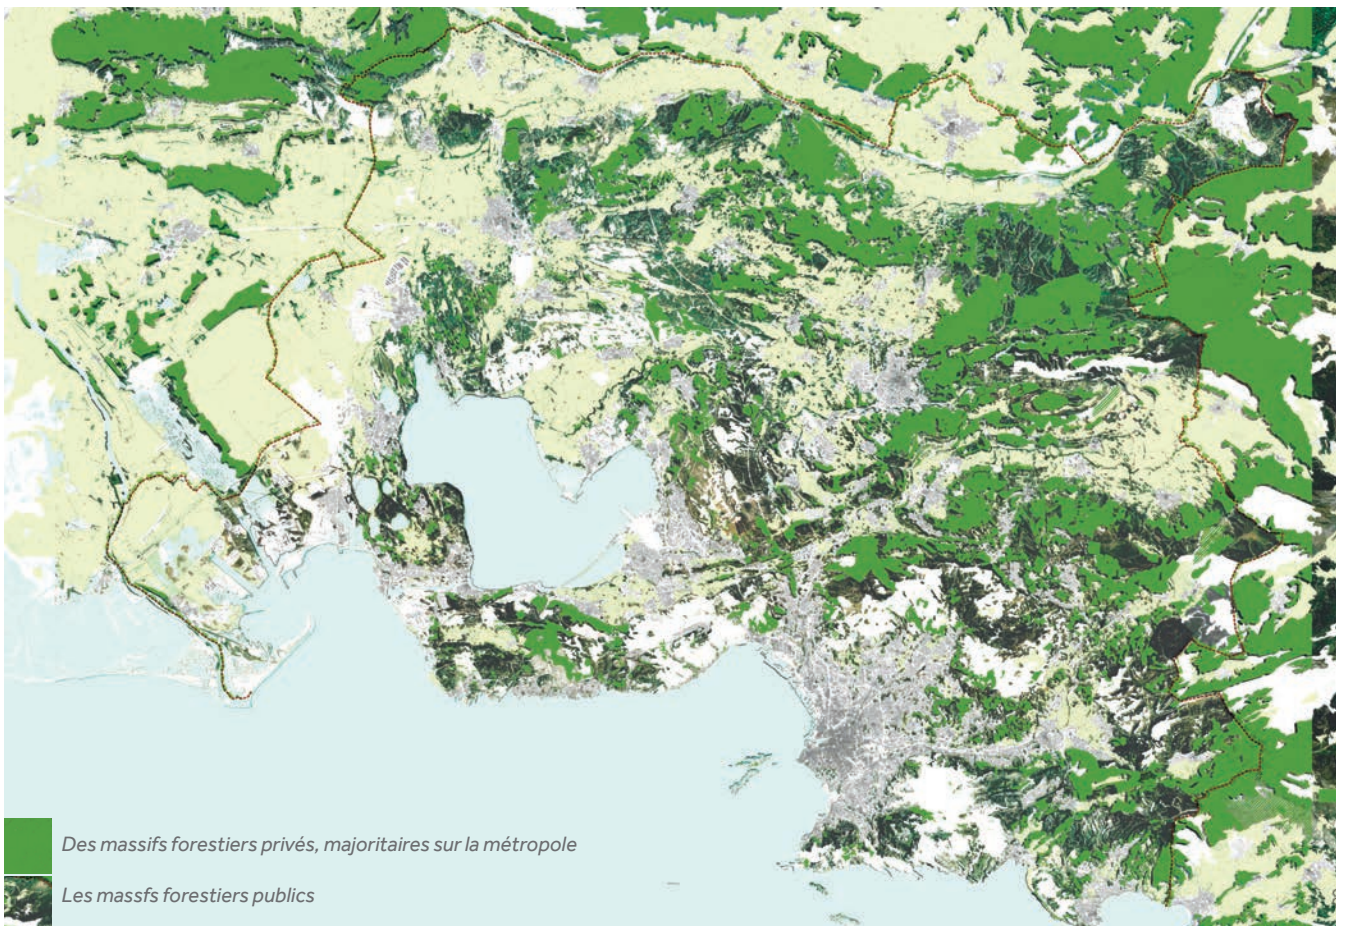 Des massifs forestiers privés, majoritaires sur la métropole
Les massfs forestiers publics